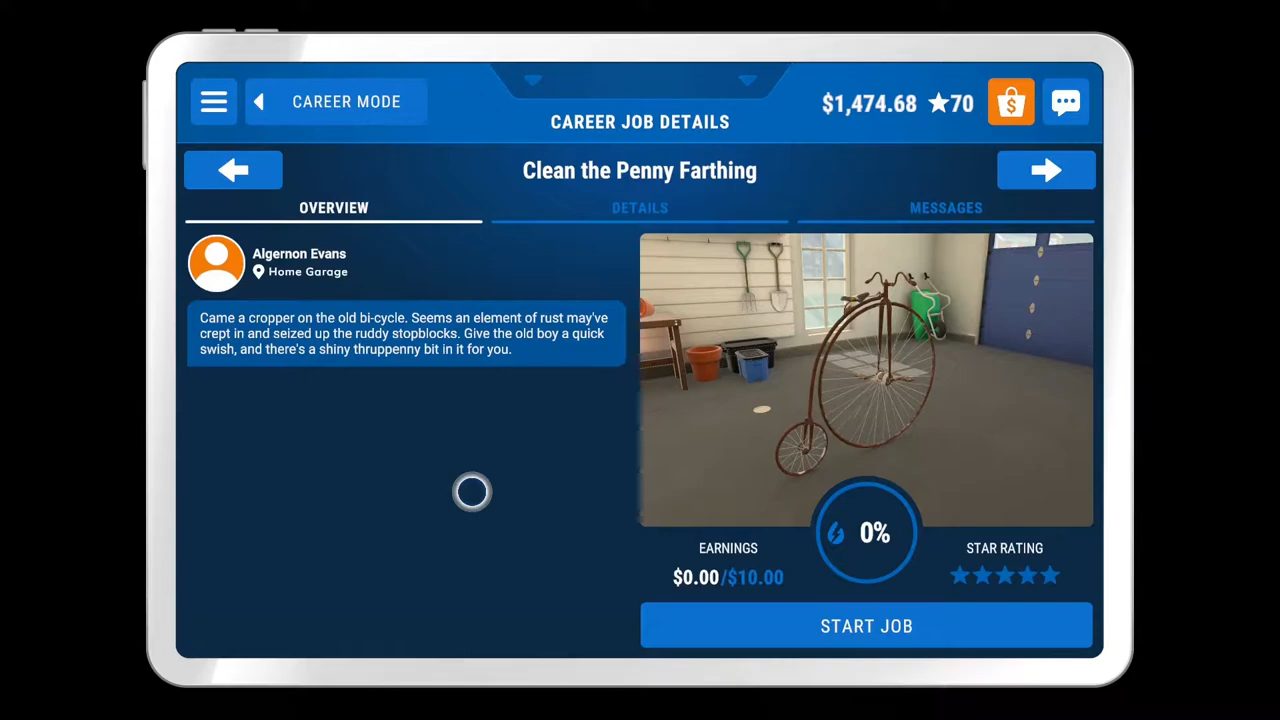 CAREER MODE
CAREER JOB DETAILS
$1,474.68 ★70
Clean the Penny Farthing
OVERVIEW
DETAILS
MESSAGES
Algernon Evans
Home Garage
Came a cropper on the old bi-cycle. Seems an element of rust may've
crept in and seized up the ruddy stopblocks. Give the old boy a quick
swish, and there's a shiny thruppenny bit in it for you.
0%
EARNINGS
$0.00/$10.00
STAR RATING
START JOB